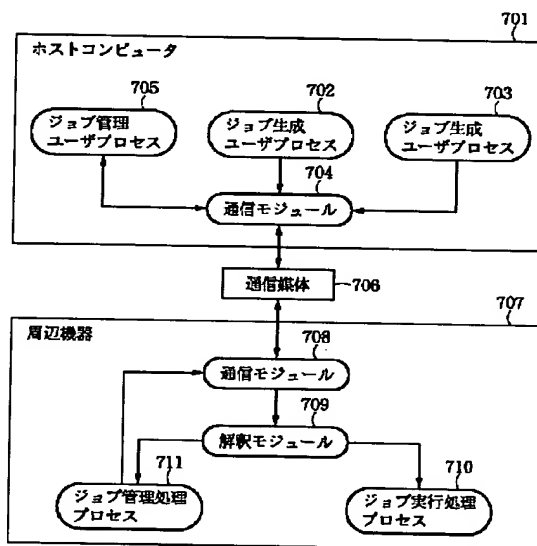 701
ホストコンピュータ
705
702
703
ジョブ管理
ユーザプロセス
ジョブ生成
ユーザプロセス
ジョブ生成
ユーザプロセス
704
通信モジュール
通信媒体
706
707
周辺機器
708
通信モジュール
709
解釈モジュール
711
710
ジョブ管理処理
プロセス
ジョブ実行処理
プロセス